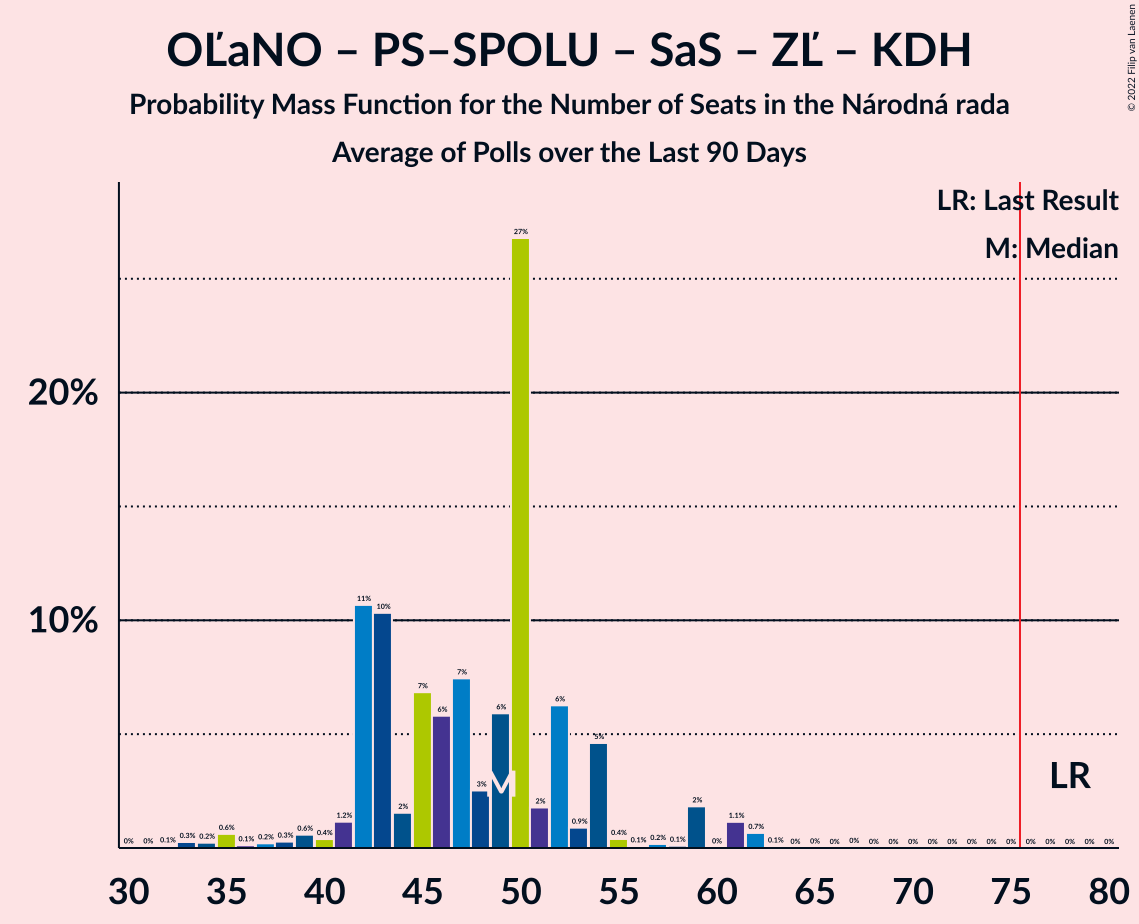 OĽaNO – PS–SPOLU – SaS – ZĽ – KDH
Probability Mass Function for the Number of Seats in the Národná rada
Average of Polls over the Last 90 Days
© 2022 Filip van Laenen
LR: Last Result
M: Median
20%
10%
0% 0% 0.1% 0.3% 0.2% 0.6% 0.1% 0.2% 0.3% 0.6% 0.4% 1.2% 11% 10% 2% 7% 6% 7% 3% 6% 27% 2% 6% 0.9% 5% 0.4% 0.1% 0.2% 0.1% 2% 0% 1.1% 0.7% 0.1% 0% 0% 0% 0% 0% 0% 0% 0% 0% 0% 0% 0% 0% 0% 0% 0% 0%
M
LR
30 35 40 45 50 55 60 65 70 75 80